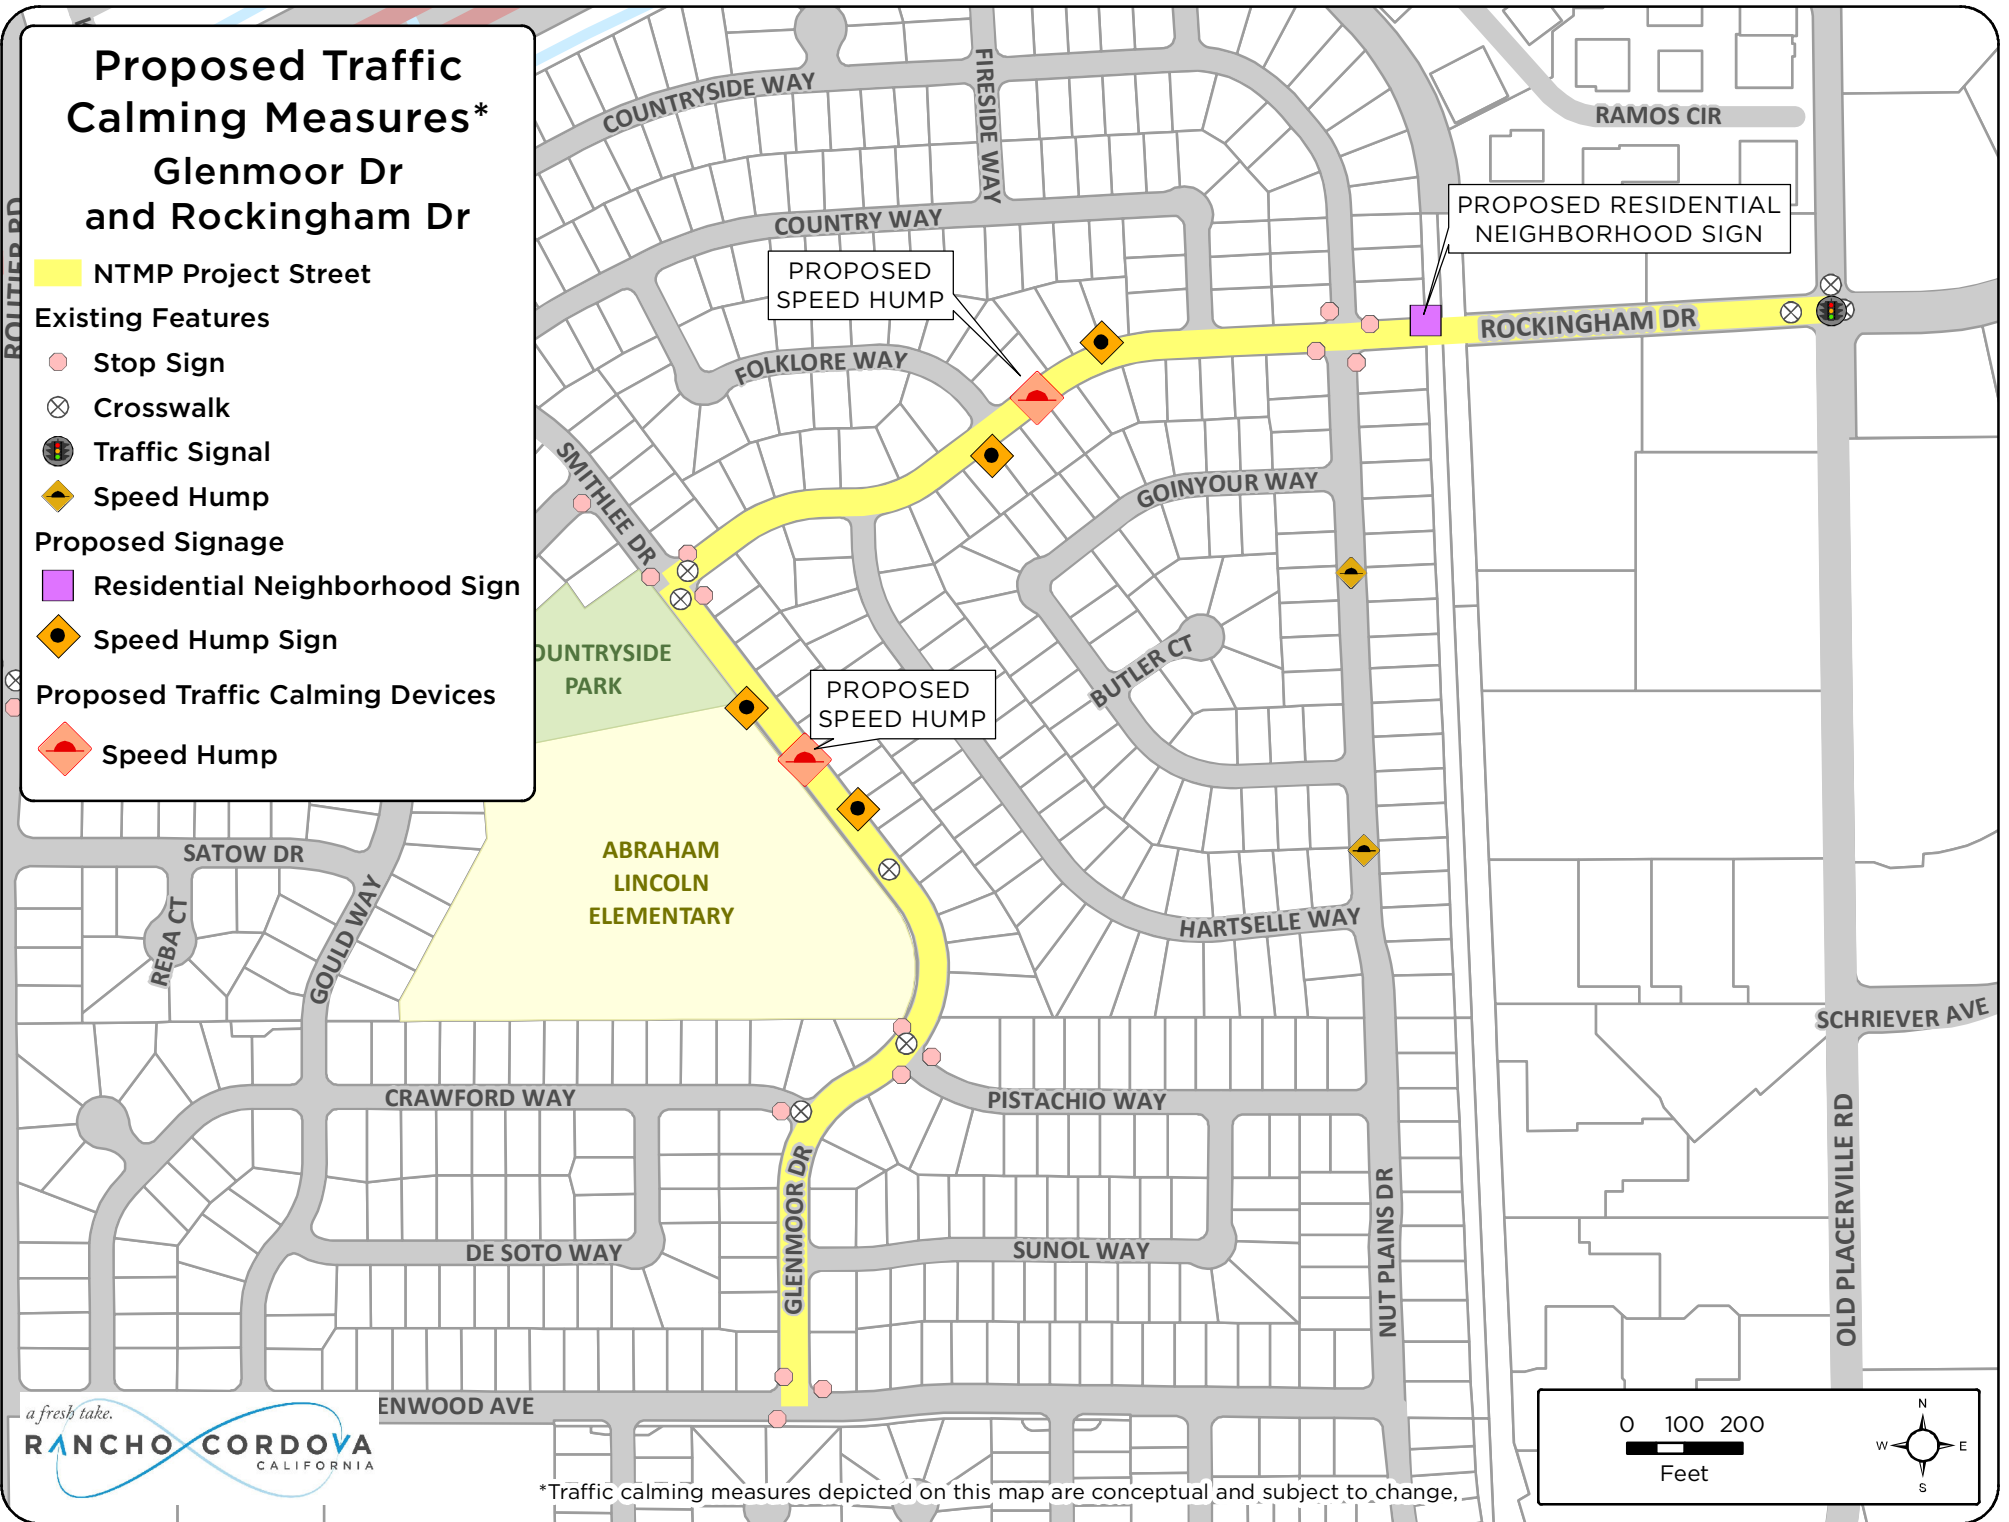 Proposed Traffic
Calming Measures*
Glenmoor Dr
and Rockingham Dr
NTMP Project Street
Existing Features
Stop Sign
Crosswalk
Traffic Signal
Speed Hump
Proposed Signage
Residential Neighborhood Sign
Speed Hump Sign
Proposed Traffic Calming Devices
Speed Hump
ROUTIER RD
COUNTRYSIDE WAY
FIRESIDE WAY
RAMOS CIR
COUNTRY WAY
PROPOSED RESIDENTIAL
NEIGHBORHOOD SIGN
PROPOSED
SPEED HUMP
ROCKINGHAM DR
FOLKLORE WAY
SMITHLEE DR
GOINYOUR WAY
OUNTRYSIDE
PARK
BUTLER CT
PROPOSED
SPEED HUMP
SATOW DR
REBA CT
GOULD WAY
ABRAHAM
LINCOLN
ELEMENTARY
HARTSELLE WAY
SCHRIEVER AVE
CRAWFORD WAY
PISTACHIO WAY
GLENMOOR DR
DE SOTO WAY
SUNOL WAY
NUT PLAINS DR
OLD PLACERVILLE RD
ENWOOD AVE
a fresh take.
RANCHO CORDOVA
CALIFORNIA
0 100 200
Feet
N
W E
S
*Traffic calming measures depicted on this map are conceptual and subject to change,